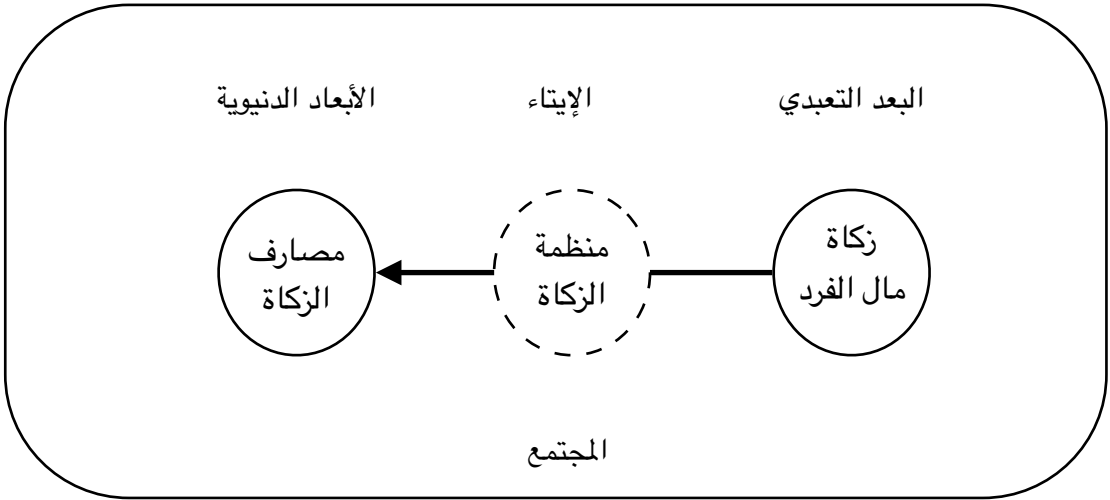 البعد التعبدي
الإيتاء
الأبعاد الدنيوية
زكاة
مال الفرد
منظمة
الزكاة
مصارف
الزكاة
المجتمع